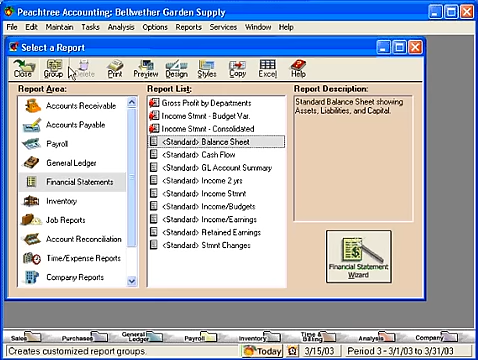 Peachtree Accounting: Bellwether Garden Supply
File Edit Maintain Tasks Analysis Options Reports Services Window Help
Select a Report
Close Group Delete Print Preview Design Styles Copy Excel Help
Report Area: Report List: Report Description:
Accounts Receivable
Accounts Payable
Payroll
General Ledger
Financial Statements
Inventory
Job Reports
Account Reconciliation
Time/Expense Reports
Company Reports
Gross Profit by Departments
Income Stmnt - Budget Var.
Income Stmnt - Consolidated
<Standard> Balance Sheet
<Standard> Cash Flow
<Standard> GL Account Summary
<Standard> Income 2 yrs
<Standard> Income Stmnt
<Standard> Income/Budgets
<Standard> Income/Earnings
<Standard> Retained Earnings
<Standard> Stmnt Changes
Standard Balance Sheet showing
Assets, Liabilities, and Capital.
Financial Statement
Wizard
Sales Purchases General Ledger Payroll Inventory Time & Billing Analysis Company
Creates customized report groups. Today 3/15/03 Period 3 - 3/1/03 to 3/31/03